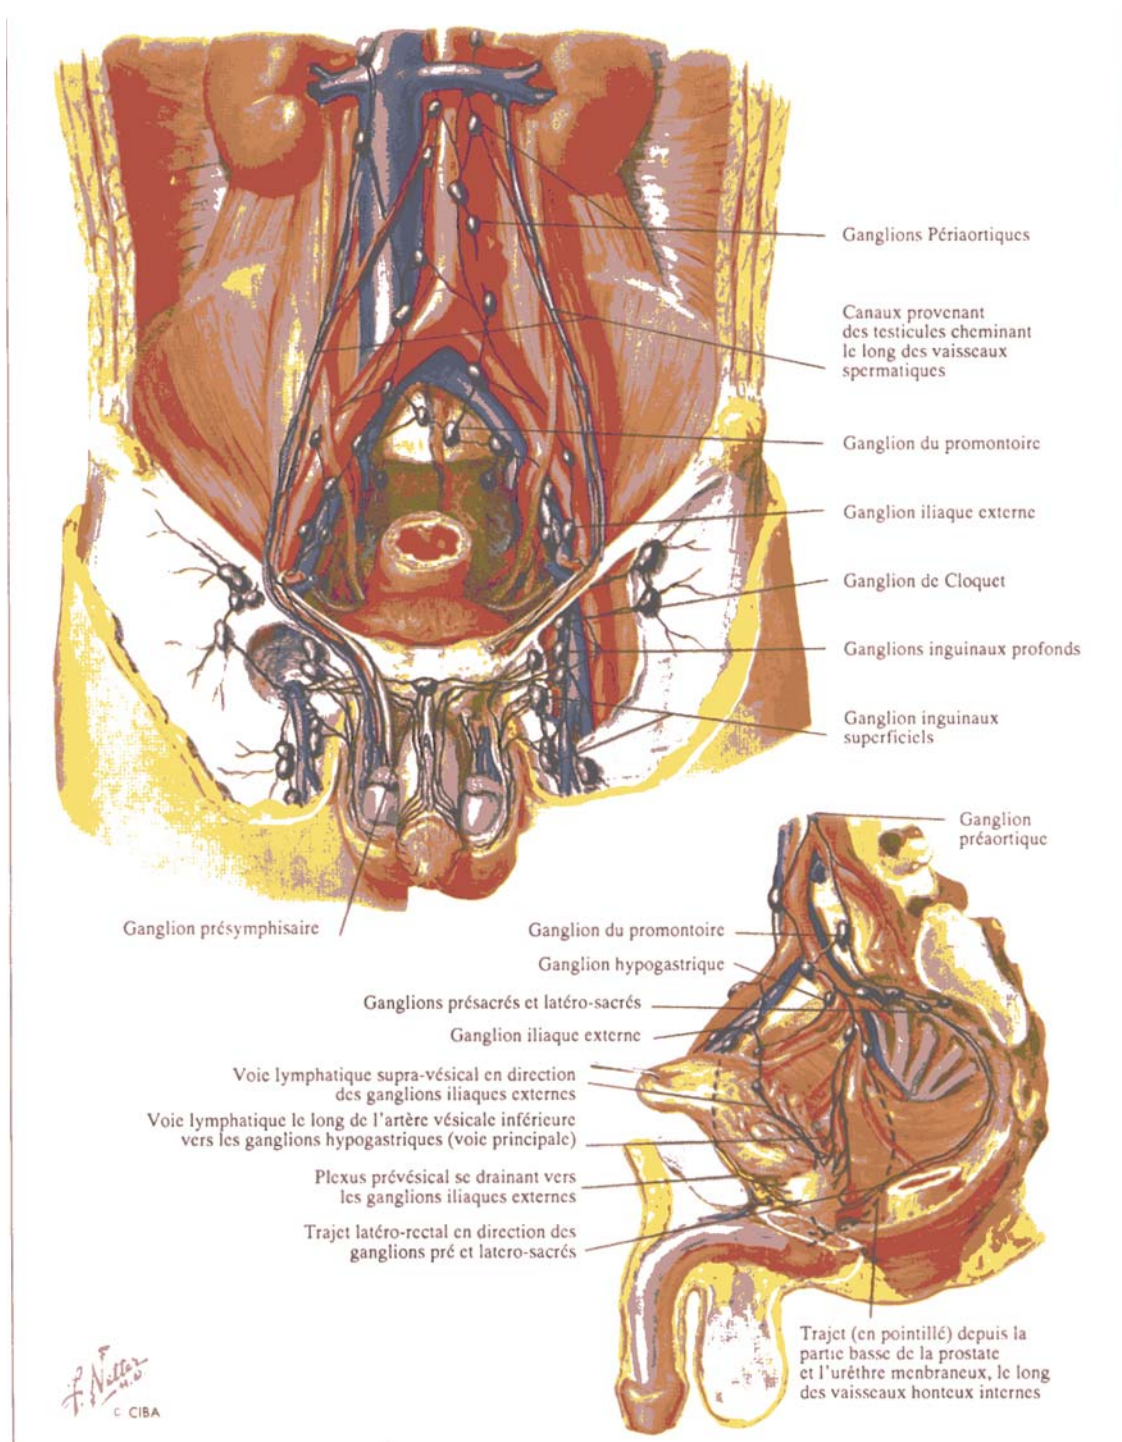 Ganglions Périaortiques
Canaux provenant
des testicules cheminant
le long des vaisseaux
spermatiques
Ganglion du promontoire
Ganglion iliaque externe
Ganglion de Cloquet
Ganglions inguinaux profonds
Ganglion inguinaux
superficiels
Ganglion
préaortique
Ganglion présymphisaire
Ganglion du promontoire
Ganglion hypogastrique
Ganglions présacrés et latéro-sacrés
Ganglion iliaque externe
Voie lymphatique supra-vésical en direction
des ganglions iliaques externes
Voie lymphatique le long de l'artère vésicale inférieure
vers les ganglions hypogastriques (voie principale)
Plexus prévésical se drainant vers
les ganglions iliaques externes
Trajet latéro-rectal en direction des
ganglions pré et latero-sacrés
Trajet (en pointillé) depuis la
partie basse de la prostate
et l'uréthre menbraneux, le long
des vaisseaux honteux internes
f. Netter
M.D.
© CIBA